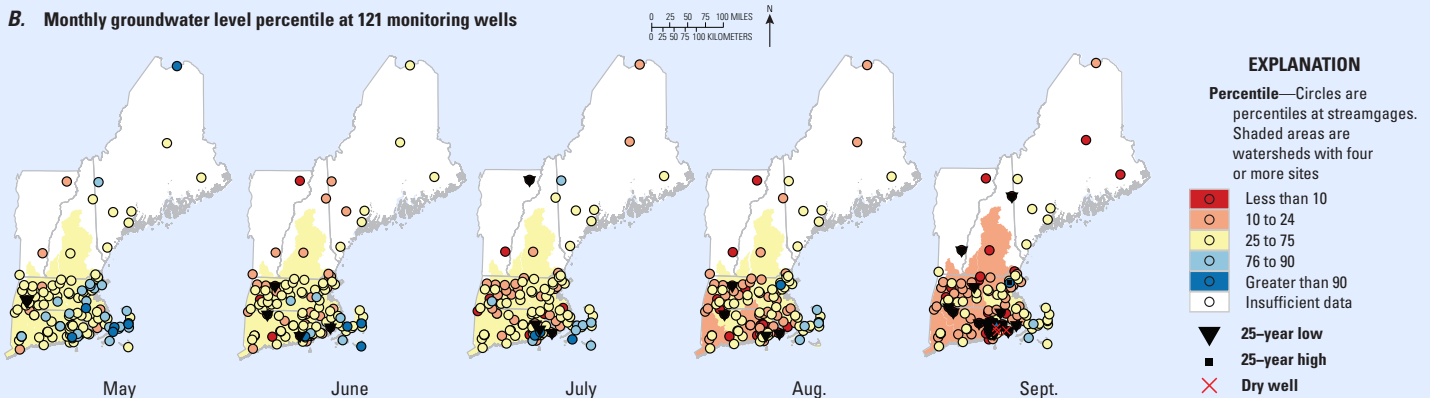 B. Monthly groundwater level percentile at 121 monitoring wells
0 25 50 75 100 MILES
0 25 50 75 100 KILOMETERS
N
EXPLANATION
Percentile—Circles are
percentiles at streamgages.
Shaded areas are
watersheds with four
or more sites
Less than 10
10 to 24
25 to 75
76 to 90
Greater than 90
Insufficient data
25–year low
25–year high
Dry well
May
June
July
Aug.
Sept.